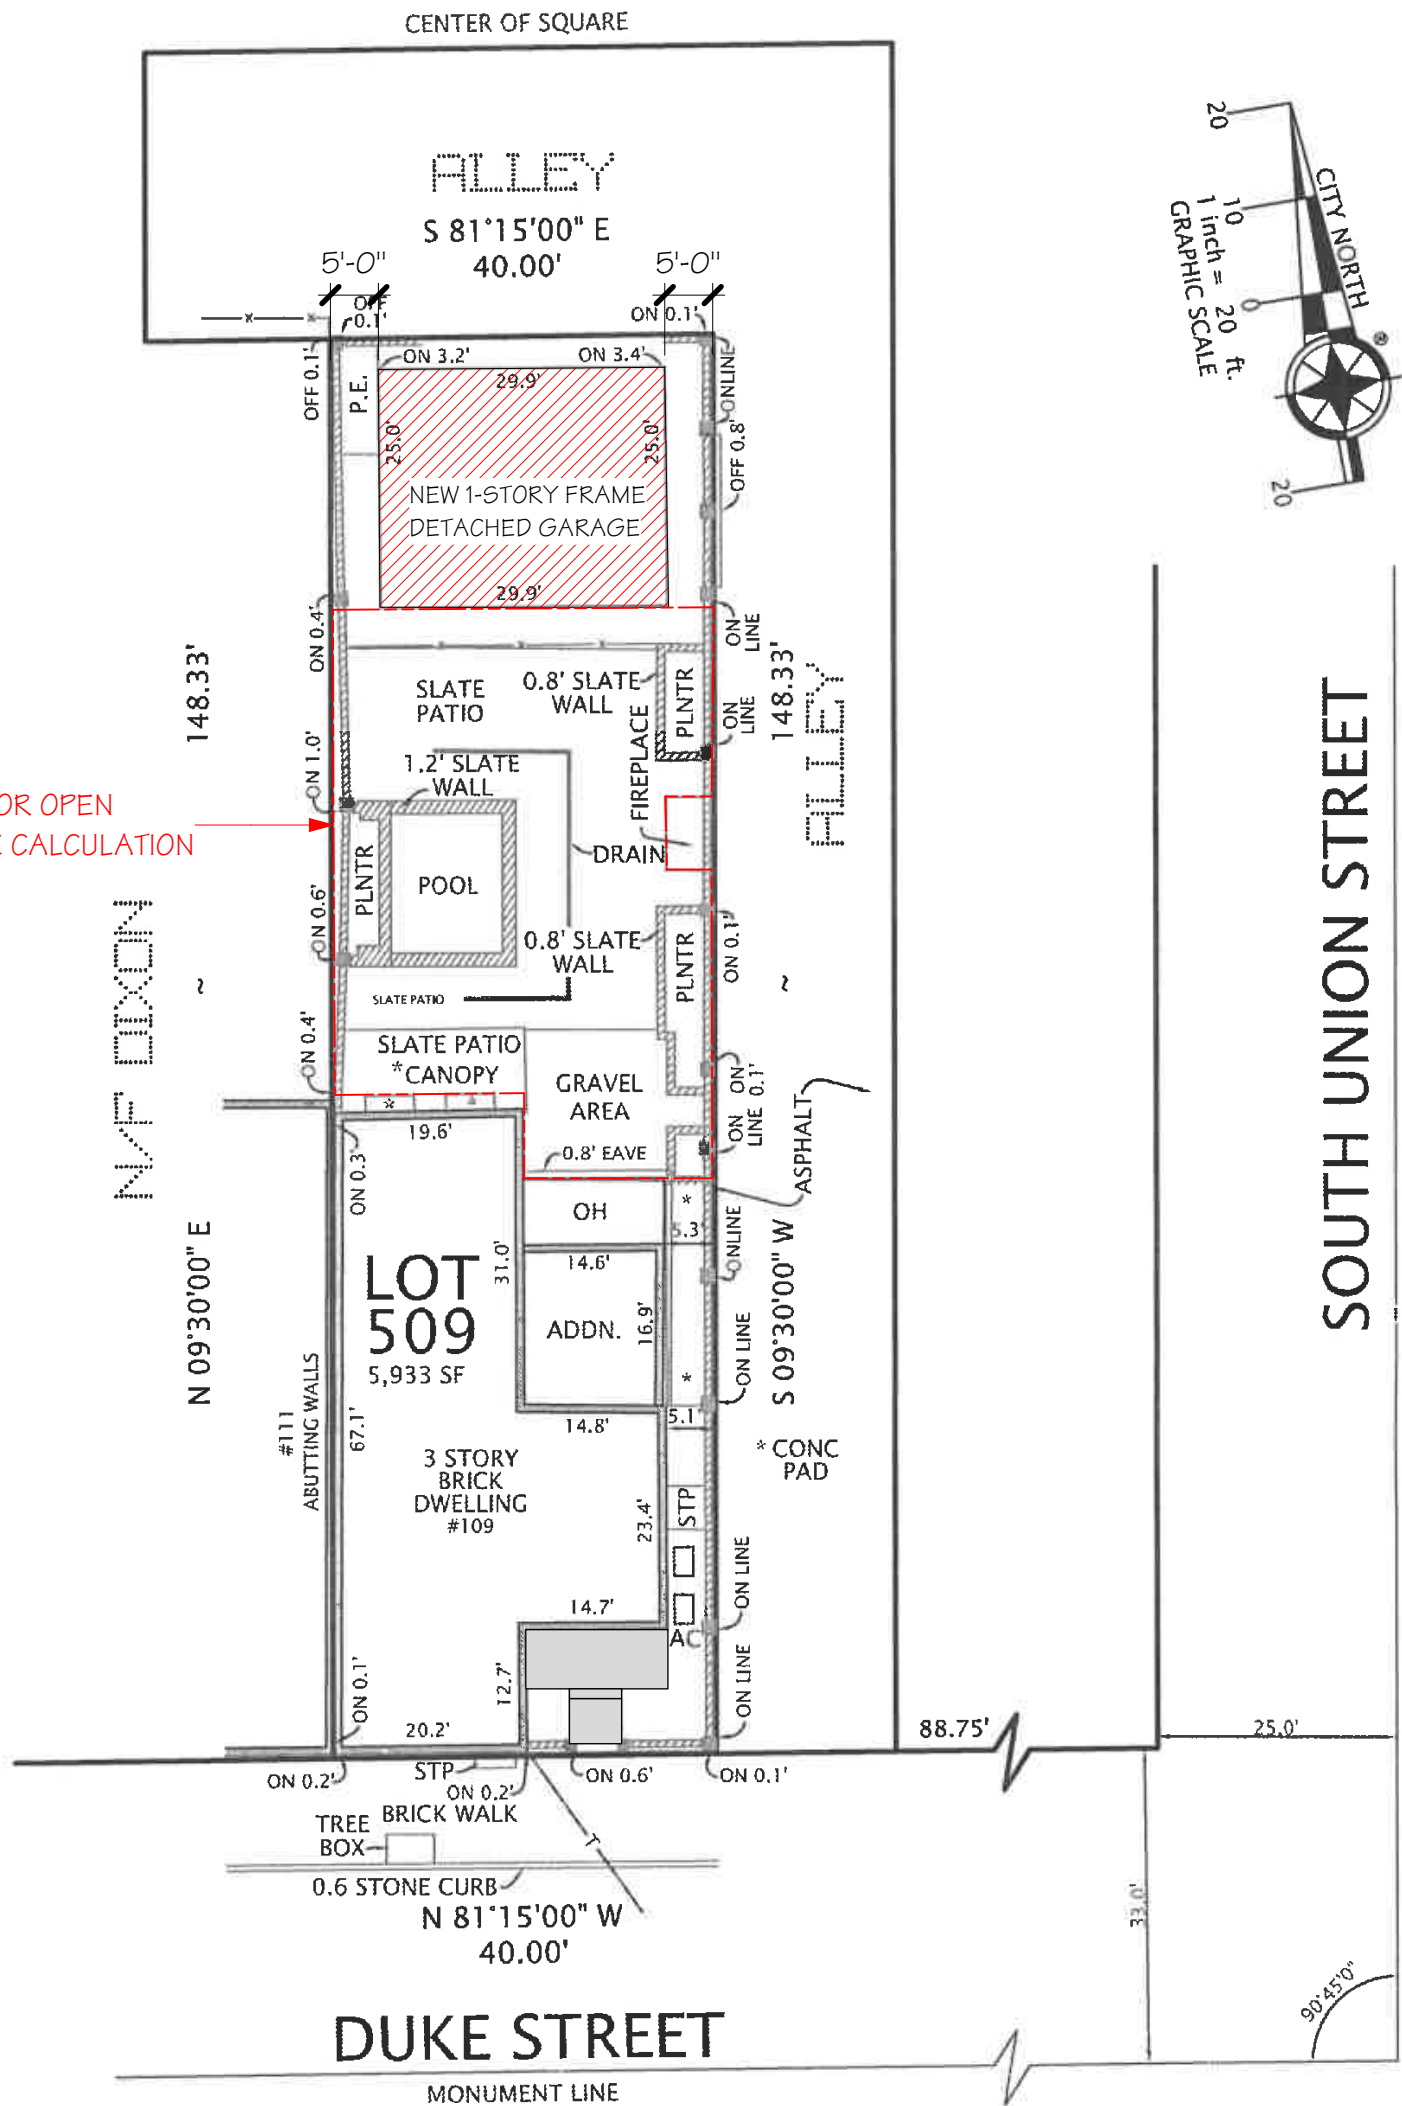 CENTER OF SQUARE
ALLEY
S 81°15'00" E
40.00'
5'-0"
5'-0"
OFF
0.1'
ON 0.1'
OFF 0.1'
P.E.
ON 3.2'
ON 3.4'
29.9'
25.0'
25.0'
ONLINE
OFF 0.8'
NEW 1-STORY FRAME
DETACHED GARAGE
29.9'
20
10
0
20
CITY NORTH
®
1 inch = 20 ft.
GRAPHIC SCALE
ON 0.4'
ON
LINE
148.33'
SLATE
PATIO
0.8' SLATE
WALL
PLNTR
ON
LINE
148.33'
ALLEY
ON 1.0'
1.2' SLATE
WALL
FIREPLACE
OR OPEN
CALCULATION
DRAIN
PLNTR
POOL
ON 0.6'
0.8' SLATE
WALL
PLNTR
ON 0.1'
N/F DIXON
~
~
SLATE PATIO
ON 0.4'
SLATE PATIO
*CANOPY
GRAVEL
AREA
ON
0.1'
ON
LINE
ASPHALT
*
*
19.6'
0.8' EAVE
ON 0.3'
OH
*
5.3'
ONLINE
N 09°30'00" E
S 09°30'00" W
LOT
509
5,933 SF
31.0'
14.6'
ADDN.
16.9'
*
ON LINE
#111
ABUTTING WALLS
67.1'
14.8'
5.1'
* CONC
PAD
3 STORY
BRICK
DWELLING
#109
23.4'
STP
ON LINE
14.7'
AC
ON 0.1'
12.7'
ON LINE
20.2'
88.75'
25.0'
ON 0.2'
STP
ON 0.2'
ON 0.6'
ON 0.1'
BRICK WALK
TREE
BOX
T
0.6 STONE CURB
N 81°15'00" W
40.00'
33.0'
90°45'0"
DUKE STREET
MONUMENT LINE
SOUTH UNION STREET